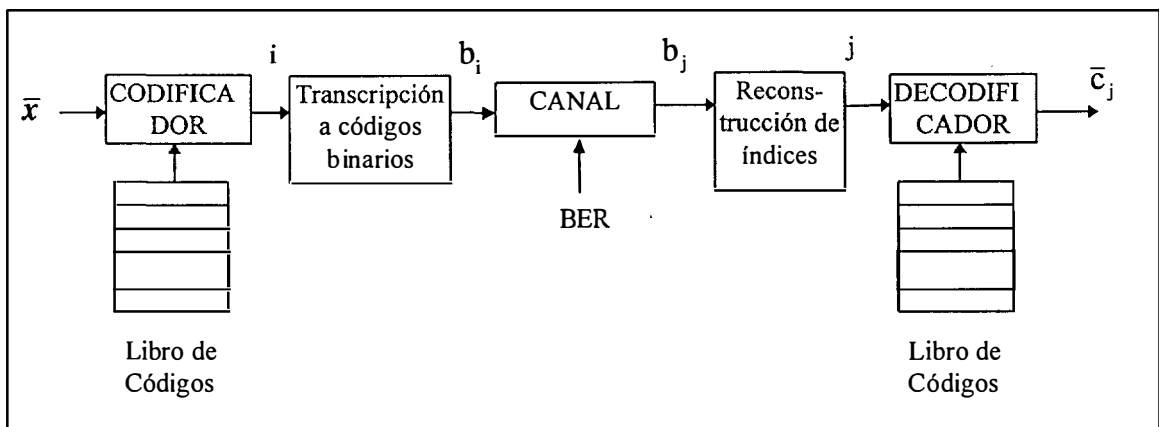 i
b_i
b_j
j
x̄
CODIFICA
DOR
Transcripción
a códigos
binarios
CANAL
Recons-
trucción de
índices
DECODIFI
CADOR
c̄_j
BER
Libro de
Códigos
Libro de
Códigos